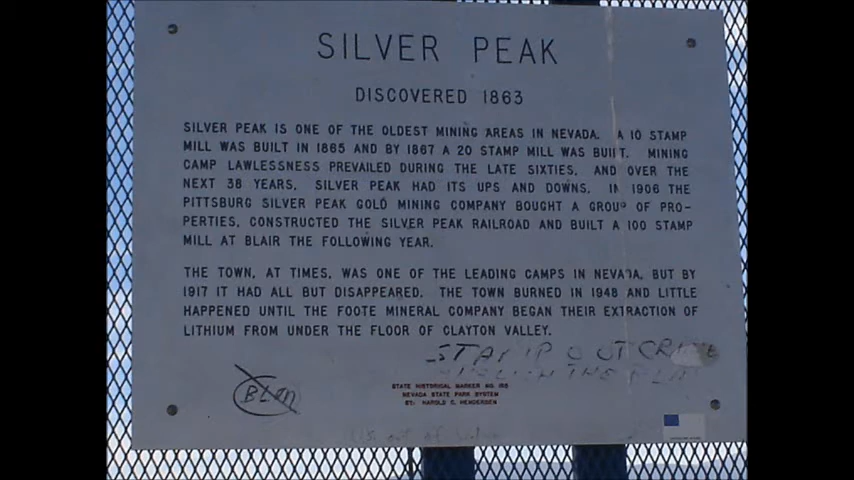 SILVER PEAK
DISCOVERED 1863
SILVER PEAK IS ONE OF THE OLDEST MINING AREAS IN NEVADA. A 10 STAMP
MILL WAS BUILT IN 1865 AND BY 1867 A 20 STAMP MILL WAS BUILT. MINING
CAMP LAWLESSNESS PREVAILED DURING THE LATE SIXTIES, AND OVER THE
NEXT 38 YEARS, SILVER PEAK HAD ITS UPS AND DOWNS. IN 1906 THE
PITTSBURG SILVER PEAK GOLD MINING COMPANY BOUGHT A GROUP OF PRO-
PERTIES, CONSTRUCTED THE SILVER PEAK RAILROAD AND BUILT A 100 STAMP
MILL AT BLAIR THE FOLLOWING YEAR.
THE TOWN, AT TIMES, WAS ONE OF THE LEADING CAMPS IN NEVADA, BUT BY
1917 IT HAD ALL BUT DISAPPEARED. THE TOWN BURNED IN 1948 AND LITTLE
HAPPENED UNTIL THE FOOTE MINERAL COMPANY BEGAN THEIR EXTRACTION OF
LITHIUM FROM UNDER THE FLOOR OF CLAYTON VALLEY.
STAMP OUT
BLM
STATE HISTORICAL MARKER NO. 155
NEVADA STATE PARK SYSTEM
BY: HAROLD C. HENDERSEN
out of